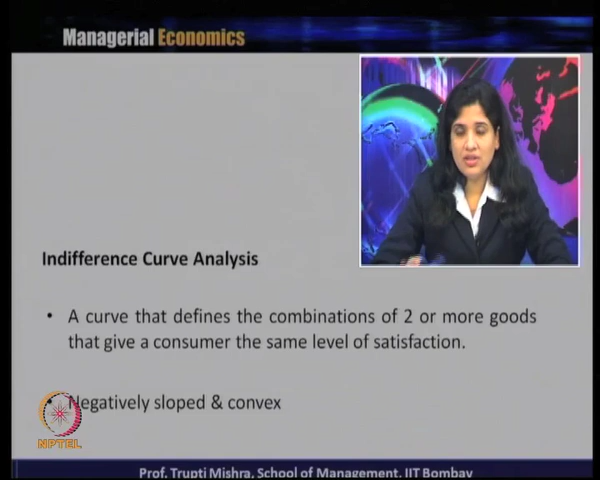 Managerial Economics
Indifference Curve Analysis
• A curve that defines the combinations of 2 or more goods
that give a consumer the same level of satisfaction.
Negatively sloped & convex
NPTEL
Prof. Trupti Mishra, School of Management, IIT Bombay